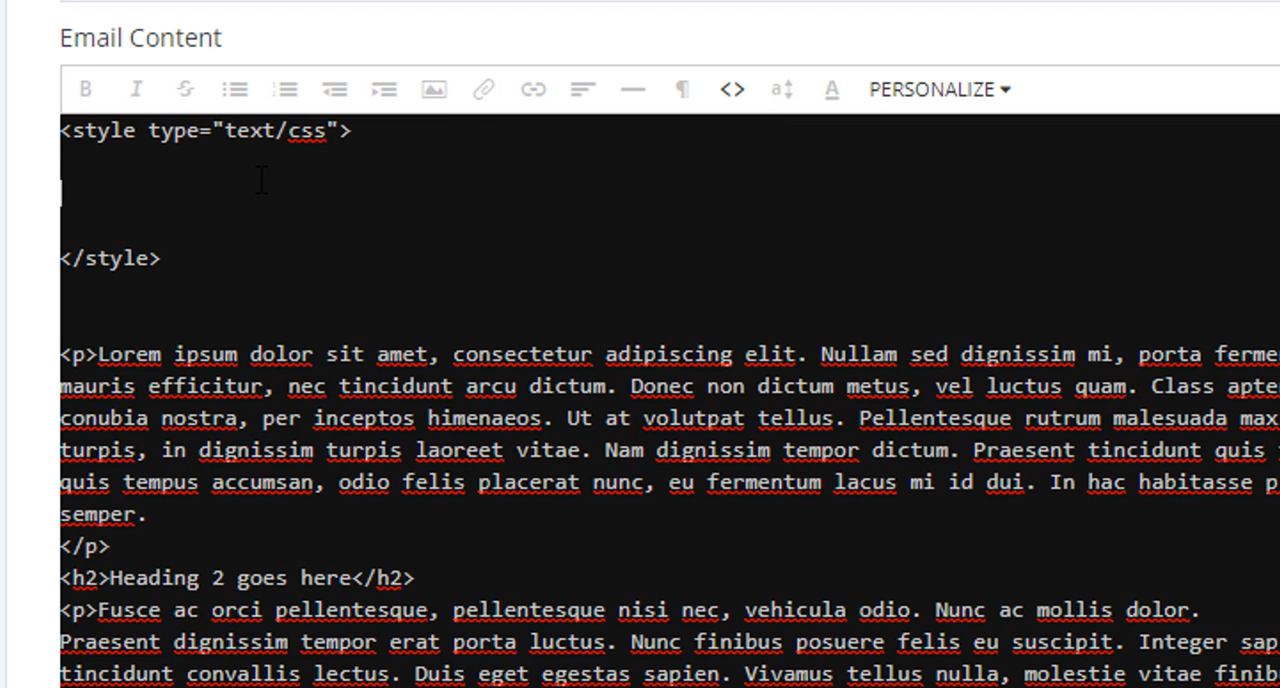 Email Content
B I S ¶ <> a A PERSONALIZE
<style type="text/css">
</style>
<p>Lorem ipsum dolor sit amet, consectetur adipiscing elit. Nullam sed dignissim mi, porta ferme
mauris efficitur, nec tincidunt arcu dictum. Donec non dictum metus, vel luctus quam. Class apte
conubia nostra, per inceptos himenaeos. Ut at volutpat tellus. Pellentesque rutrum malesuada max
turpis, in dignissim turpis laoreet vitae. Nam dignissim tempor dictum. Praesent tincidunt quis
quis tempus accumsan, odio felis placerat nunc, eu fermentum lacus mi id dui. In hac habitasse p
semper.
</p>
<h2>Heading 2 goes here</h2>
<p>Fusce ac orci pellentesque, pellentesque nisi nec, vehicula odio. Nunc ac mollis dolor.
Praesent dignissim tempor erat porta luctus. Nunc finibus posuere felis eu suscipit. Integer sap
tincidunt convallis lectus. Duis eget egestas sapien. Vivamus tellus nulla, molestie vitae finib